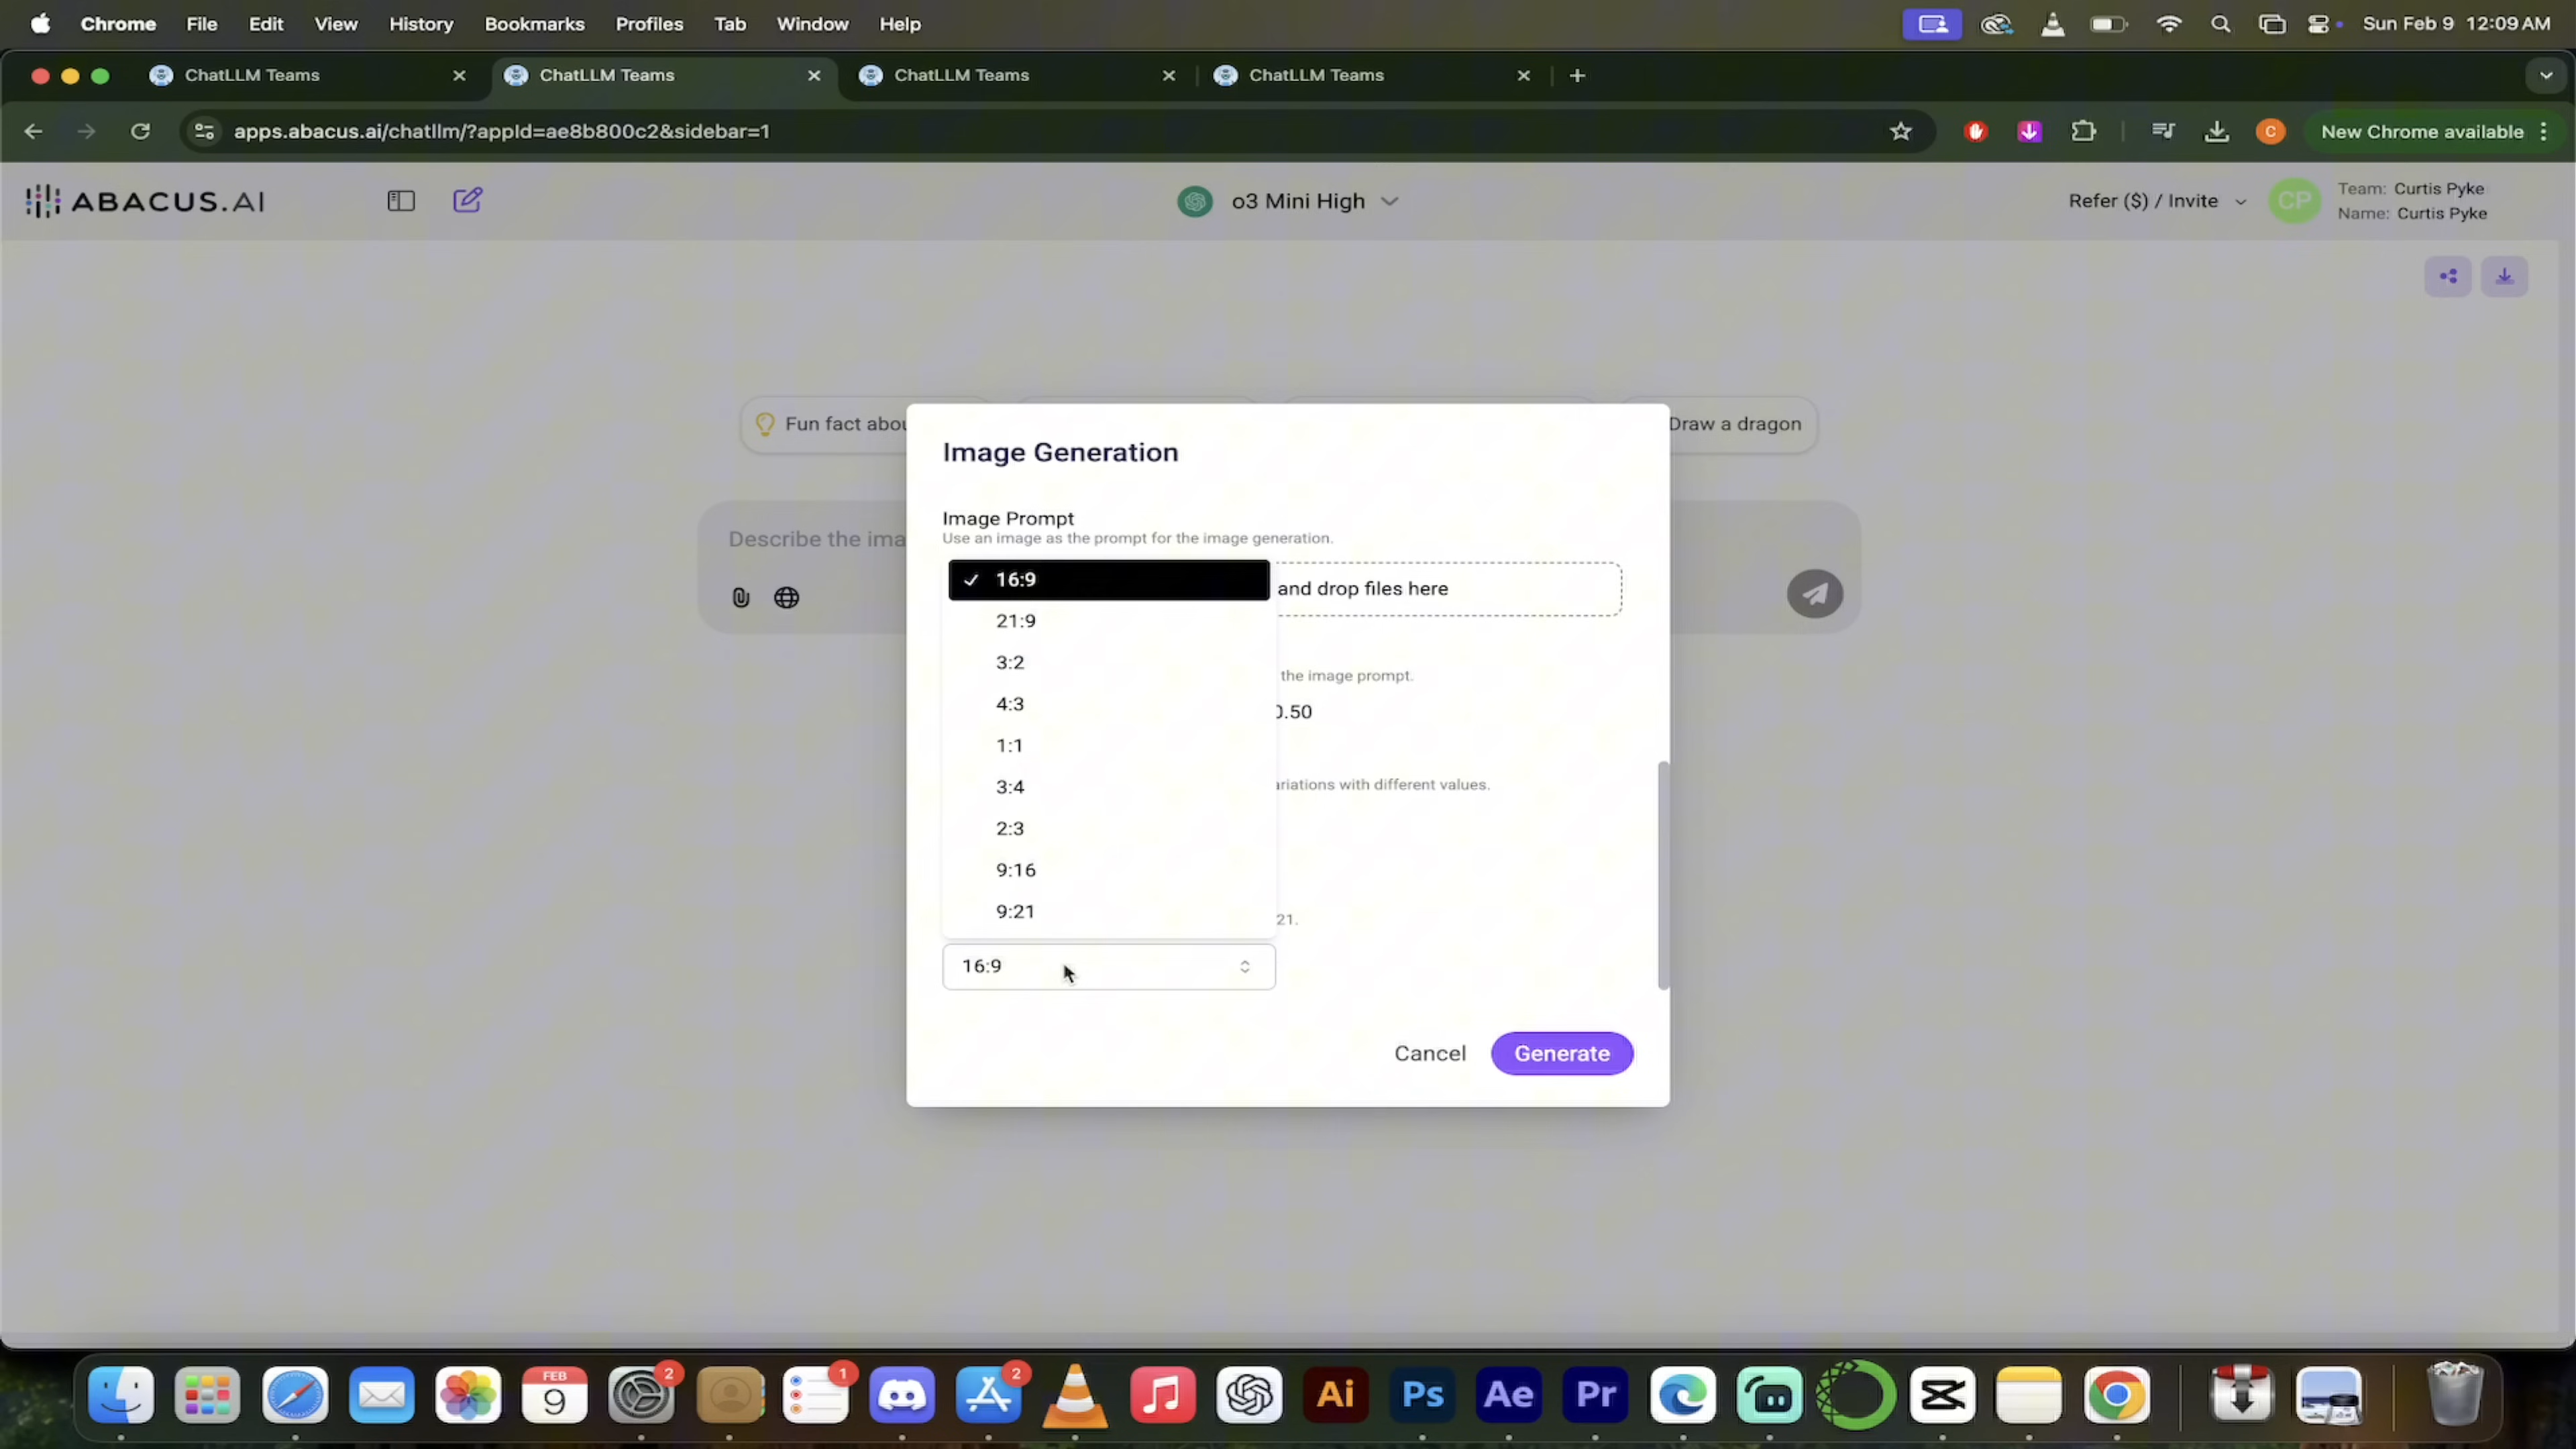 Chrome File Edit View History Bookmarks Profiles Tab Window Help Sun Feb 9 12:09 AM
ChatLLM Teams ChatLLM Teams ChatLLM Teams ChatLLM Teams
apps.abacus.ai/chatllm/?appId=ae8b800c2&sidebar=1 C New Chrome available
ABACUS.AI o3 Mini High Refer ($) / Invite CP Team: Curtis Pyke
Name: Curtis Pyke
Fun fact abou Draw a dragon
Image Generation
Image Prompt
Use an image as the prompt for the image generation.
Describe the ima
16:9
and drop files here
21:9
3:2
the image prompt.
4:3
0.50
1:1
3:4
ariations with different values.
2:3
9:16
9:21
21.
16:9
Cancel Generate
FEB
9
2
1
2
Ai Ps Ae Pr